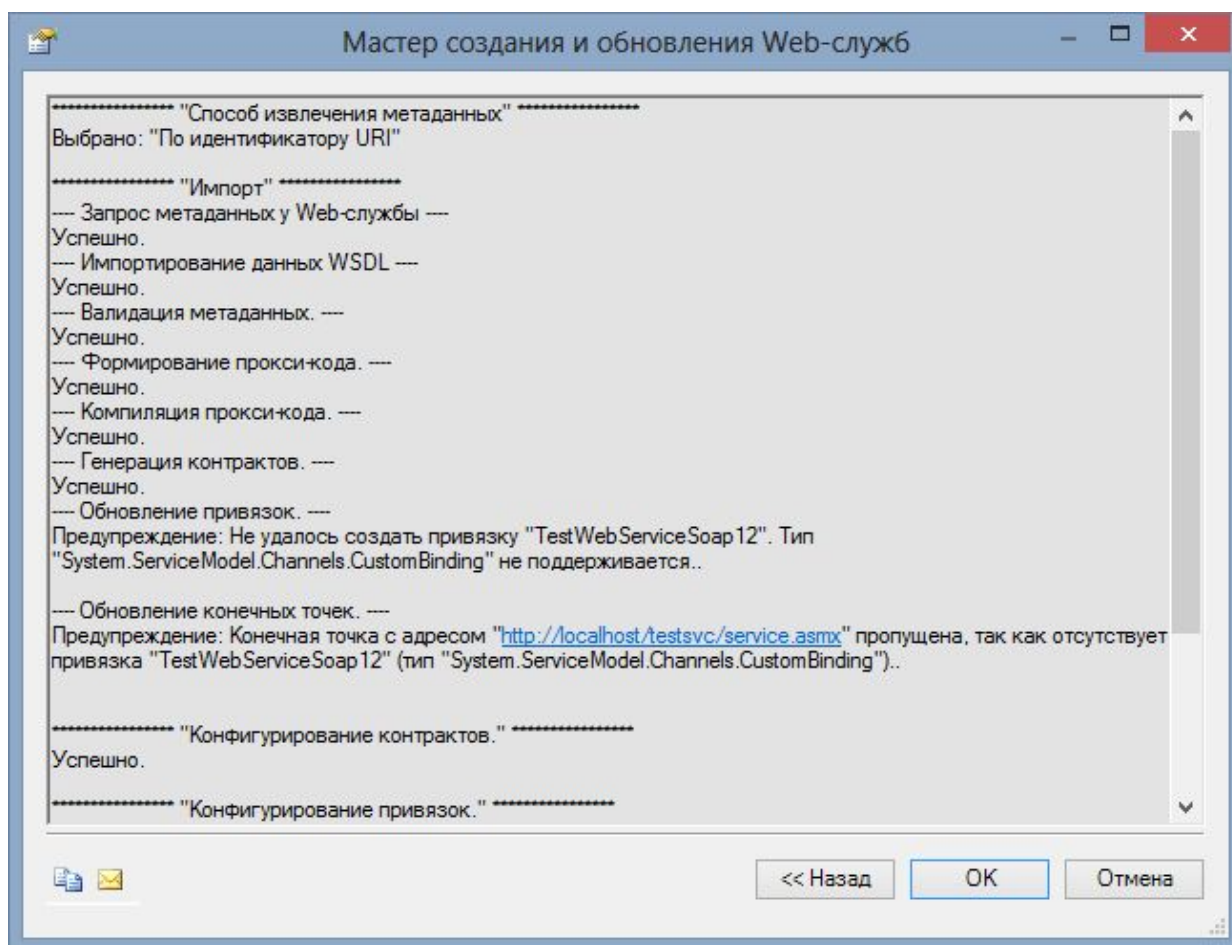 Мастер создания и обновления Web-служб
**************** "Способ извлечения метаданных" ****************
Выбрано: "По идентификатору URI"
**************** "Импорт" ****************
---- Запрос метаданных у Web-службы ----
Успешно.
---- Импортирование данных WSDL ----
Успешно.
---- Валидация метаданных. ----
Успешно.
---- Формирование прокси-кода. ----
Успешно.
---- Компиляция прокси-кода. ----
Успешно.
---- Генерация контрактов. ----
Успешно.
---- Обновление привязок. ----
Предупреждение: Не удалось создать привязку "TestWebServiceSoap12". Тип
"System.ServiceModel.Channels.CustomBinding" не поддерживается..
---- Обновление конечных точек. ----
Предупреждение: Конечная точка с адресом "http://localhost/testsvc/service.asmx" пропущена, так как отсутствует
привязка "TestWebServiceSoap12" (тип "System.ServiceModel.Channels.CustomBinding")..
**************** "Конфигурирование контрактов." ****************
Успешно.
**************** "Конфигурирование привязок." ****************
<< Назад OK Отмена